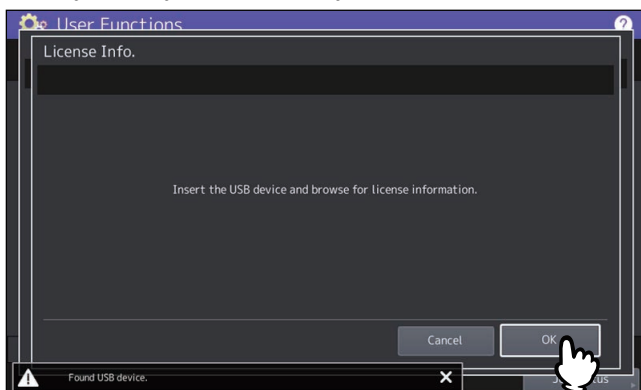 User Functions
?
License Info.
Insert the USB device and browse for license information.
Cancel
OK
Found USB device.